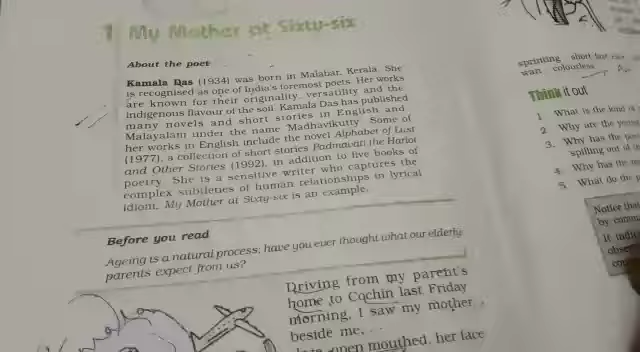 1 My Mother at Sixty-six
About the poet
Kamala Das (1934) was born in Malabar, Kerala. She
is recognised as one of India's foremost poets. Her works
are known for their originality, versatility and the
indigenous flavour of the soil. Kamala Das has published
many novels and short stories in English and
Malayalam under the name 'Madhavikutty'. Some of
her works in English include the novel Alphabet of Lust
(1977), a collection of short stories Padmavati the Harlot
and Other Stories (1992), in addition to five books of
poetry. She is a sensitive writer who captures the
complex subtleties of human relationships in lyrical
idiom. My Mother at Sixty-six is an example.
Before you read
Ageing is a natural process; have you ever thought what our elderly
parents expect from us?
Driving from my parent's
home to Cochin last Friday
morning, I saw my mother,
beside me,
open mouthed, her face
sprinting short fast
wan colourless
Think it out
1. What is the kind of
2. Why are the
3. Why has the
spilling out of
4. Why has the
5. What do the
Notice that
by comma
It